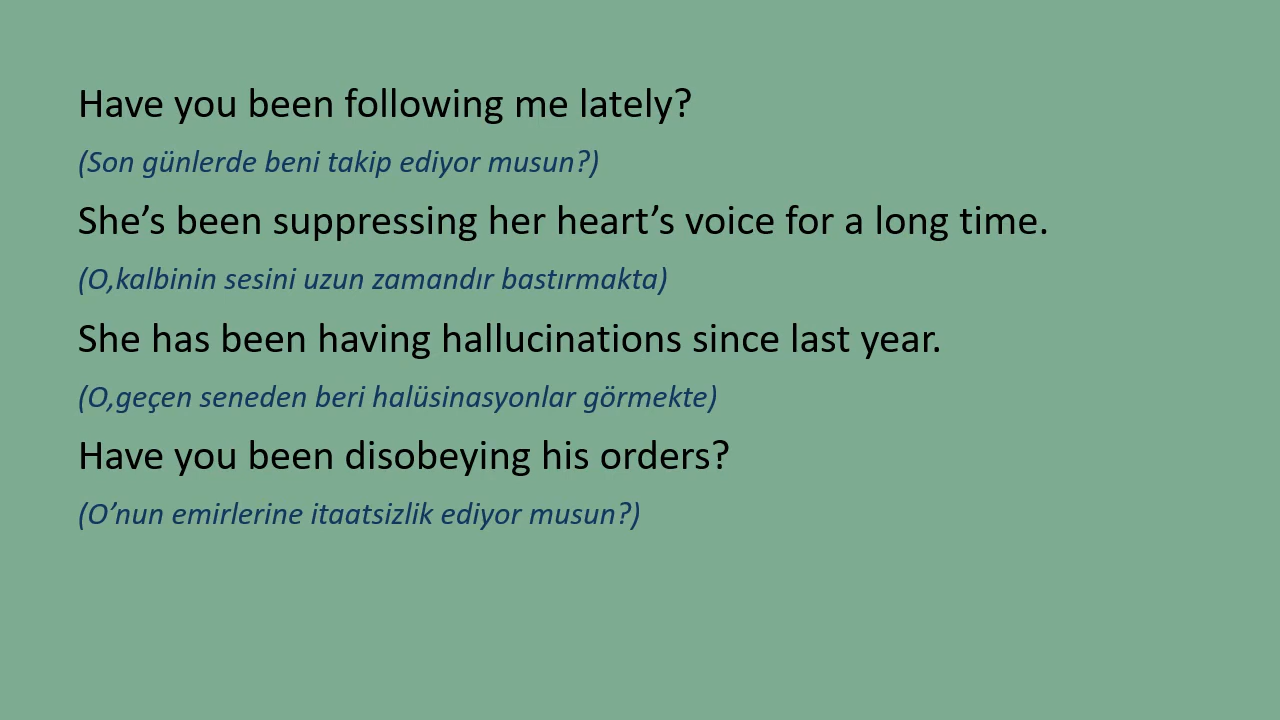 Have you been following me lately?
(Son günlerde beni takip ediyor musun?)
She’s been suppressing her heart’s voice for a long time.
(O,kalbinin sesini uzun zamandır bastırmakta)
She has been having hallucinations since last year.
(O,geçen seneden beri halüsinasyonlar görmekte)
Have you been disobeying his orders?
(O’nun emirlerine itaatsizlik ediyor musun?)